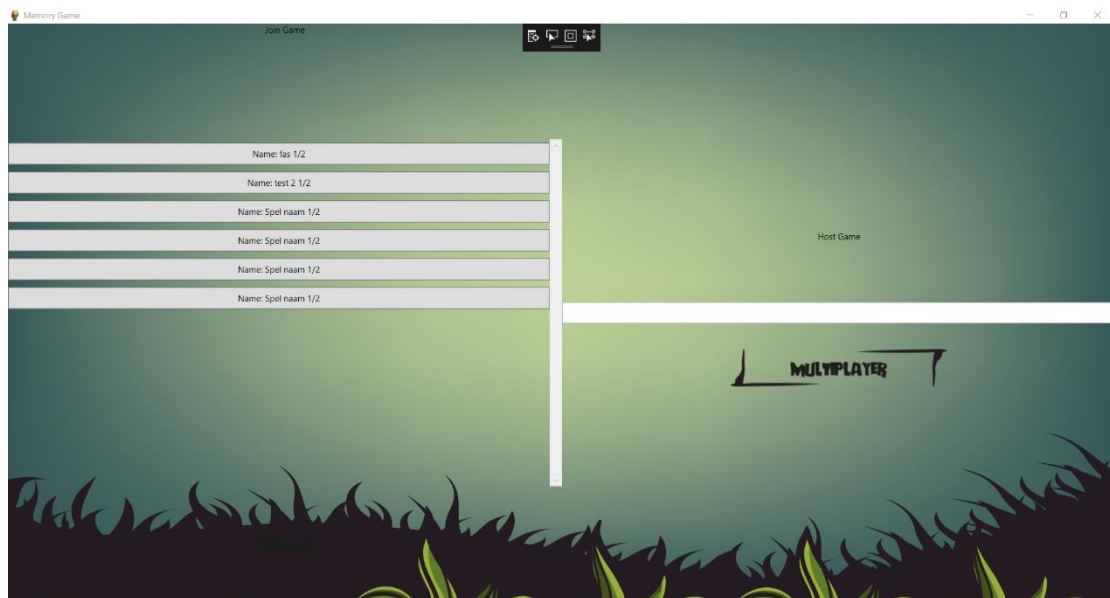 Memory Game
Join Game
Name: fas 1/2
Name: test 2 1/2
Name: Spel naam 1/2
Name: Spel naam 1/2
Name: Spel naam 1/2
Name: Spel naam 1/2
Host Game
MULTIPLAYER